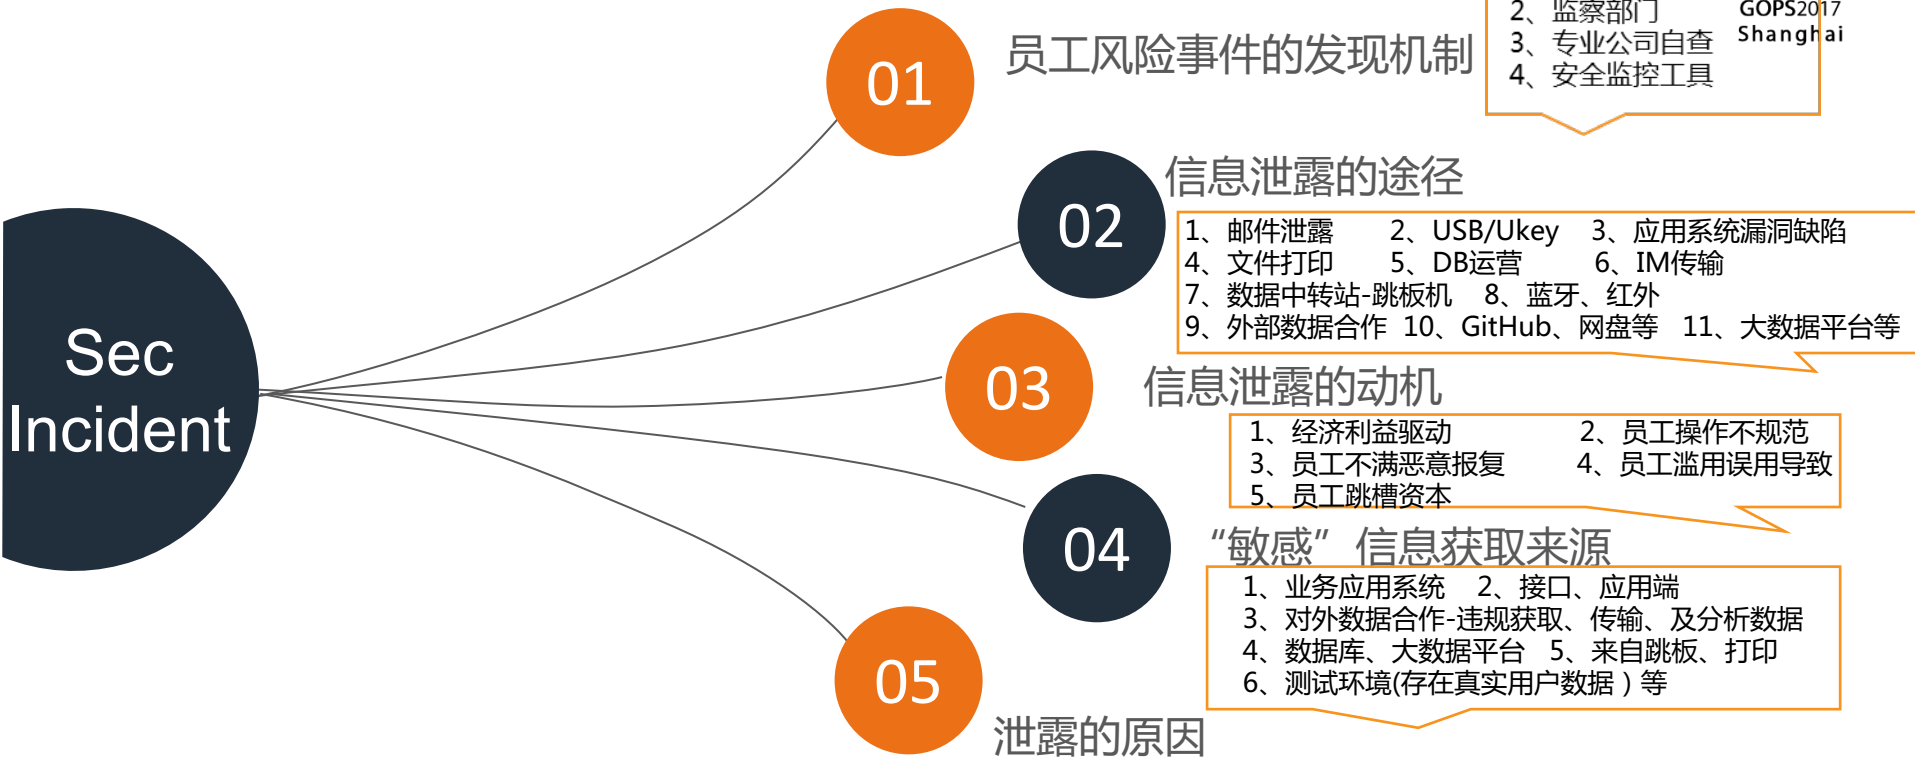 2、监察部门
GOPS2017
Shanghai
3、专业公司自查
4、安全监控工具
01
员工风险事件的发现机制
02
信息泄露的途径
1、邮件泄露 2、USB/Ukey 3、应用系统漏洞缺陷
4、文件打印 5、DB运营 6、IM传输
7、数据中转站-跳板机 8、蓝牙、红外
9、外部数据合作 10、GitHub、网盘等 11、大数据平台等
Sec
Incident
03
信息泄露的动机
1、经济利益驱动 2、员工操作不规范
3、员工不满恶意报复 4、员工滥用误用导致
5、员工跳槽资本
04
“敏感”信息获取来源
1、业务应用系统 2、接口、应用端
3、对外数据合作-违规获取、传输、及分析数据
4、数据库、大数据平台 5、来自跳板、打印
6、测试环境(存在真实用户数据）等
05
泄露的原因